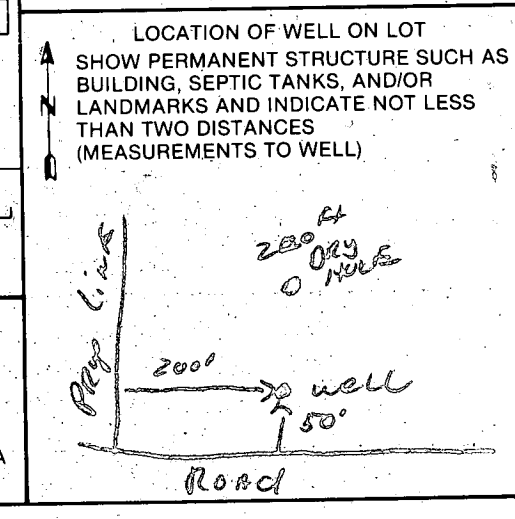 LOCATION OF WELL ON LOT
SHOW PERMANENT STRUCTURE SUCH AS
BUILDING, SEPTIC TANKS, AND/OR
LANDMARKS AND INDICATE NOT LESS
THAN TWO DISTANCES
(MEASUREMENTS TO WELL)
N
200 Ft
DRY
HOLE
Prop Line
200'
well
50'
Road